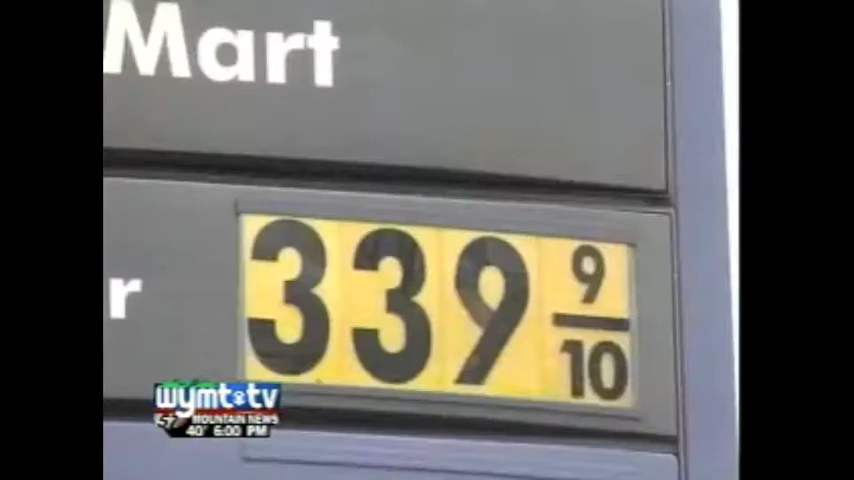 Mart
r
339 9/10
wymt tv
57 MOUNTAIN NEWS
40° 6:00 PM